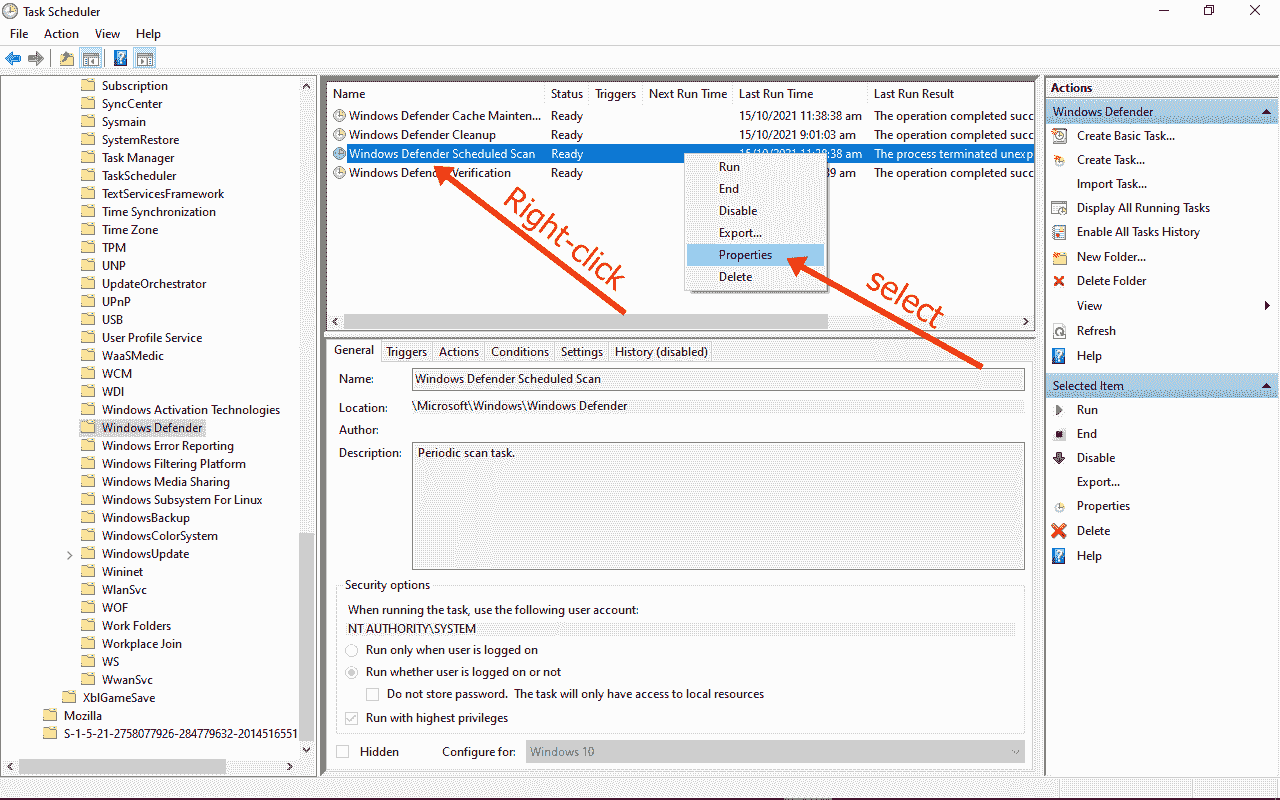 Task Scheduler
File Action View Help
Subscription
SyncCenter
Sysmain
SystemRestore
Task Manager
TaskScheduler
TextServicesFramework
Time Synchronization
Time Zone
TPM
UNP
UpdateOrchestrator
UPnP
USB
User Profile Service
WaaSMedic
WCM
WDI
Windows Activation Technologies
Windows Defender
Windows Error Reporting
Windows Filtering Platform
Windows Media Sharing
Windows Subsystem For Linux
WindowsBackup
WindowsColorSystem
WindowsUpdate
Wininet
WlanSvc
WOF
Work Folders
Workplace Join
WS
WwanSvc
XblGameSave
Mozilla
S-1-5-21-2758077926-284779632-2014516551
Name Status Triggers Next Run Time Last Run Time Last Run Result
Windows Defender Cache Mainten... Ready 15/10/2021 11:38:38 am The operation completed succ
Windows Defender Cleanup Ready 15/10/2021 9:01:03 am The operation completed succ
Windows Defender Scheduled Scan Ready 15/10/2021 11:38:38 am The process terminated unexp
Windows Defender Verification Ready 39 am The operation completed succ
Run
End
Disable
Export...
Properties
Delete
Right-click
select
General Triggers Actions Conditions Settings History (disabled)
Name: Windows Defender Scheduled Scan
Location: \Microsoft\Windows\Windows Defender
Author:
Description: Periodic scan task.
Security options
When running the task, use the following user account:
NT AUTHORITY\SYSTEM
Run only when user is logged on
Run whether user is logged on or not
Do not store password. The task will only have access to local resources
Run with highest privileges
Hidden Configure for: Windows 10
Actions
Windows Defender
Create Basic Task...
Create Task...
Import Task...
Display All Running Tasks
Enable All Tasks History
New Folder...
Delete Folder
View
Refresh
Help
Selected Item
Run
End
Disable
Export...
Properties
Delete
Help